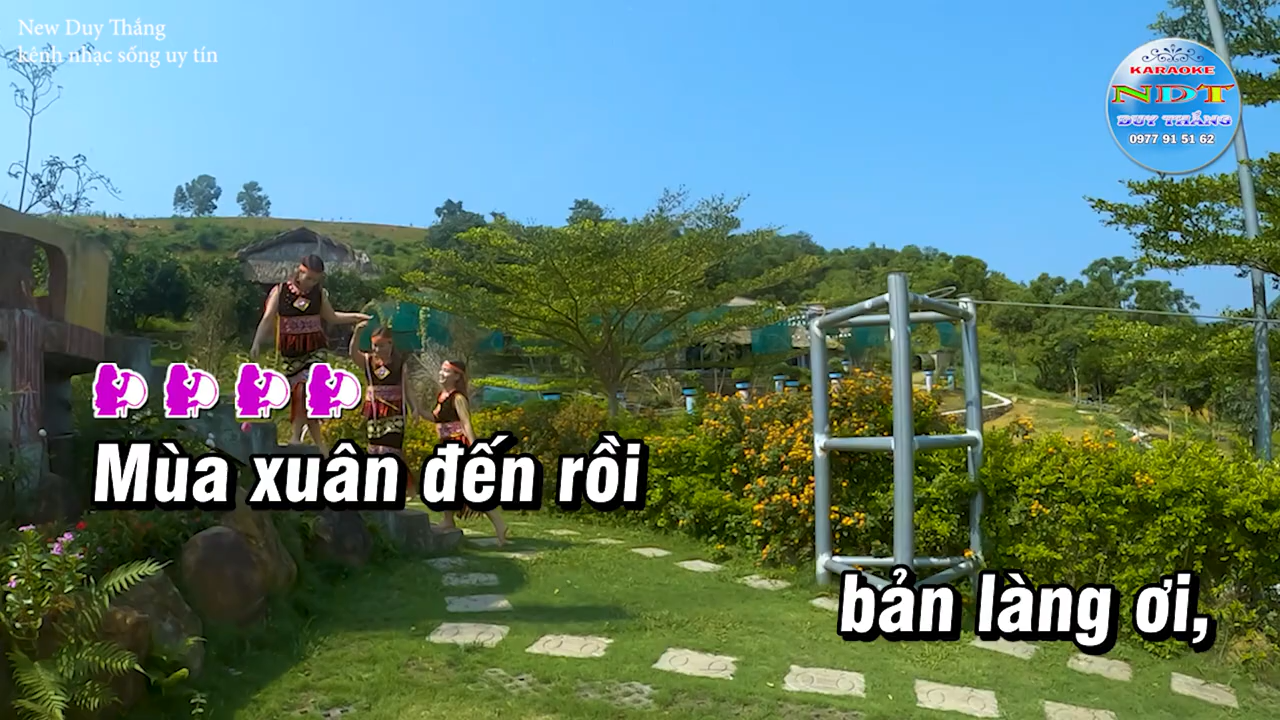 New Duy Thắng
kênh nhạc sống uy tín
KARAOKE
NDT
DUY THẮNG
0977 91 51 62
Mùa xuân đến rồi
bản làng ơi,